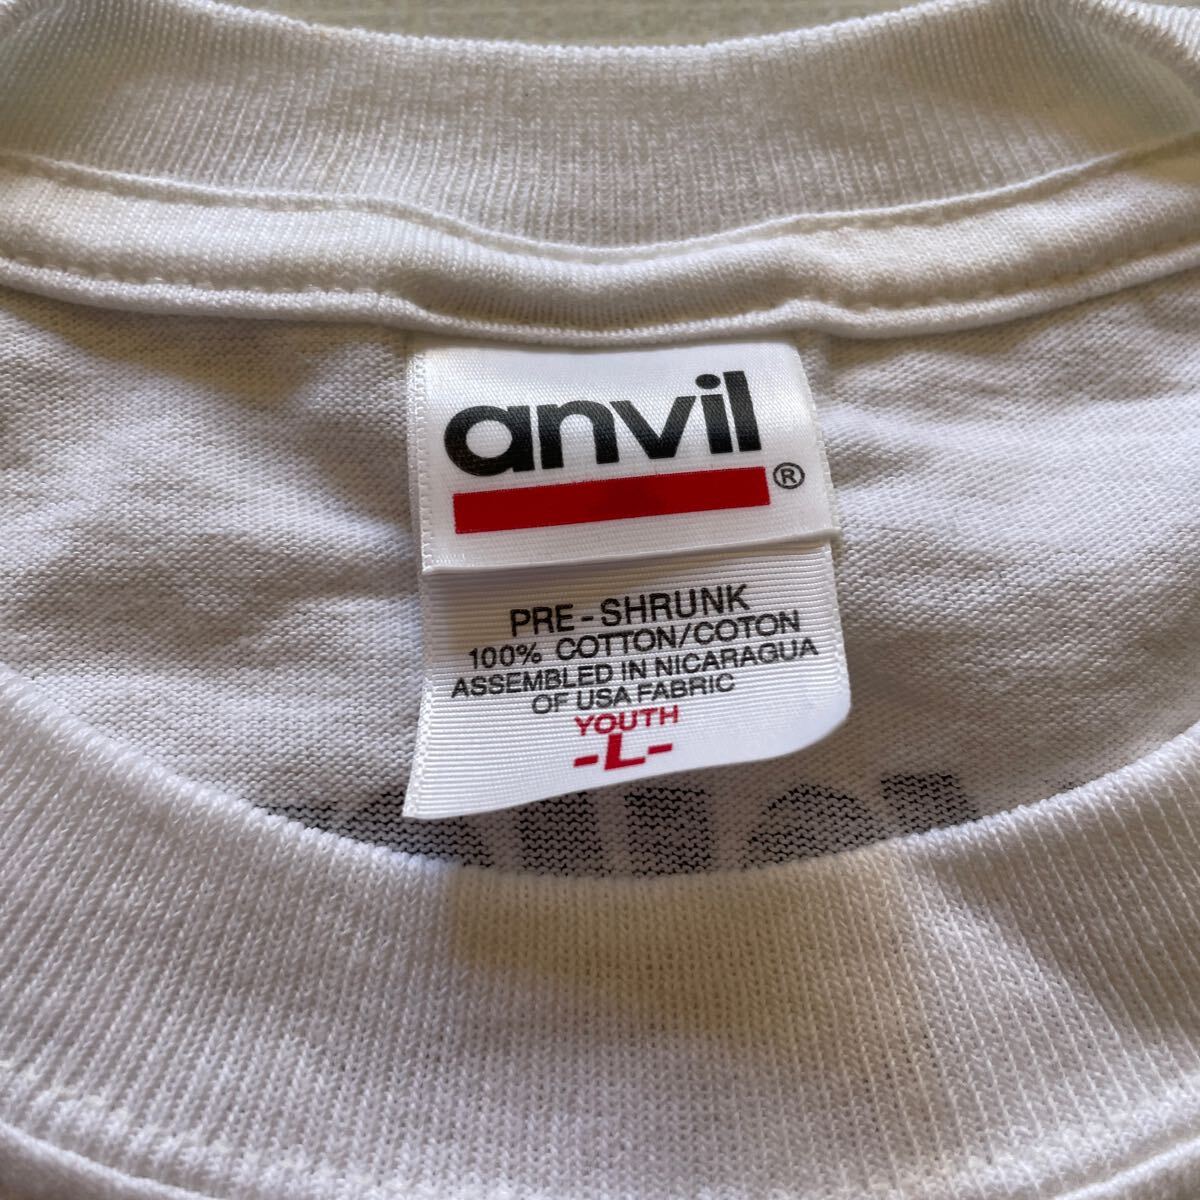 anvil
®
PRE-SHRUNK
100% COTTON/COTON
ASSEMBLED IN NICARAGUA
OF USA FABRIC
YOUTH
-L-